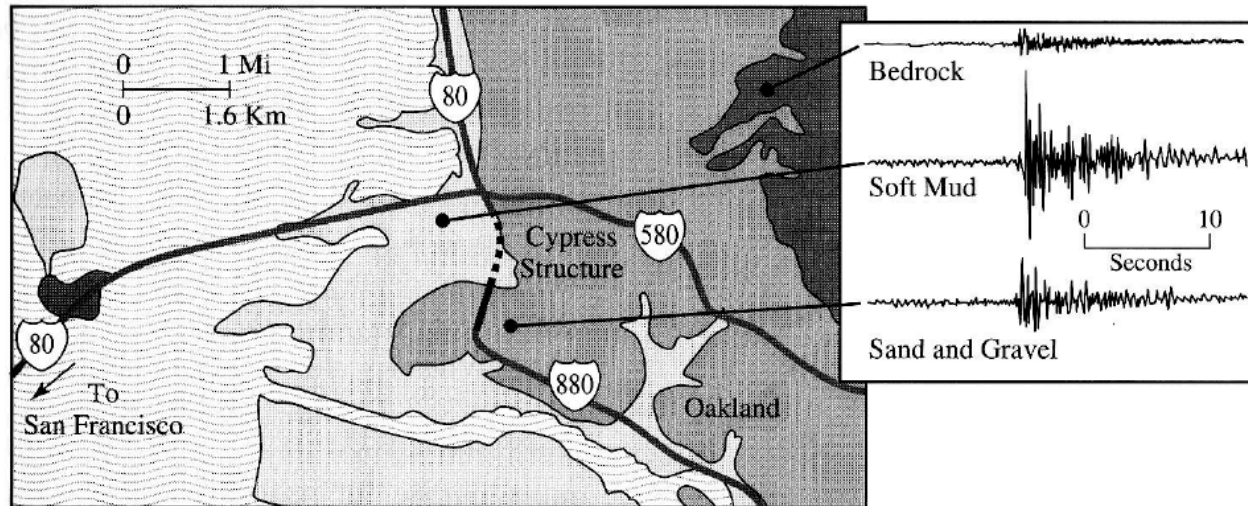 0 1 Mi
0 1.6 Km
80
Cypress
Structure
580
80
To
San Francisco
880
Oakland
Bedrock
Soft Mud
0 10
Seconds
Sand and Gravel